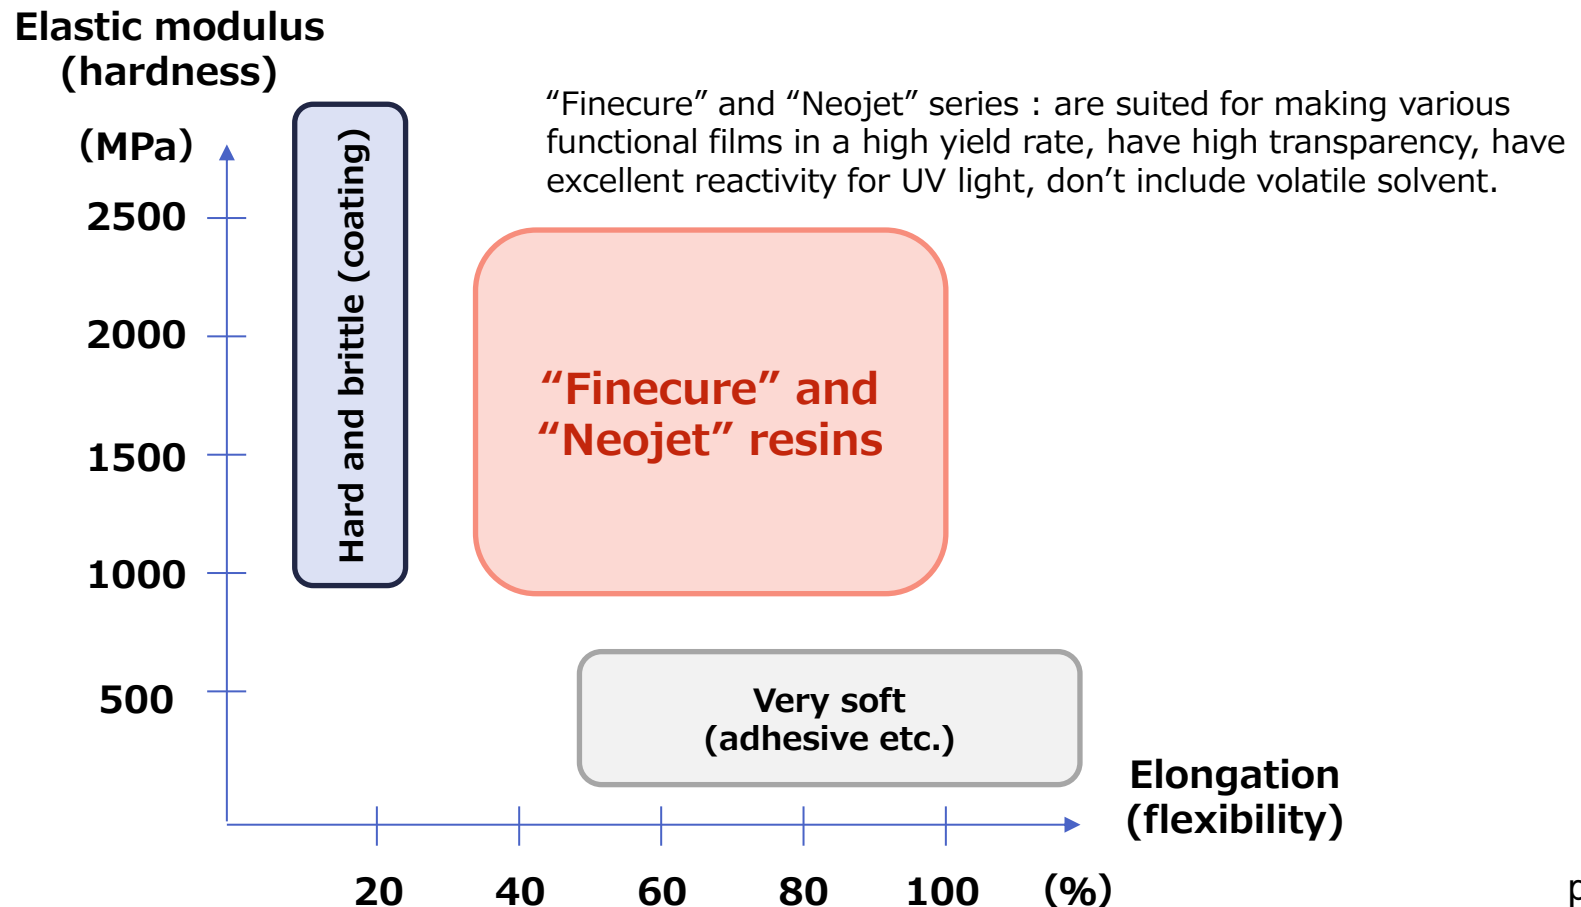 Elastic modulus
(hardness)
(MPa)
“Finecure” and “Neojet” series : are suited for making various
functional films in a high yield rate, have high transparency, have
excellent reactivity for UV light, don’t include volatile solvent.
2500
2000
1500
1000
500
Hard and brittle (coating)
“Finecure” and
“Neojet” resins
Very soft
(adhesive etc.)
Elongation
(flexibility)
20
40
60
80
100
(%)
p